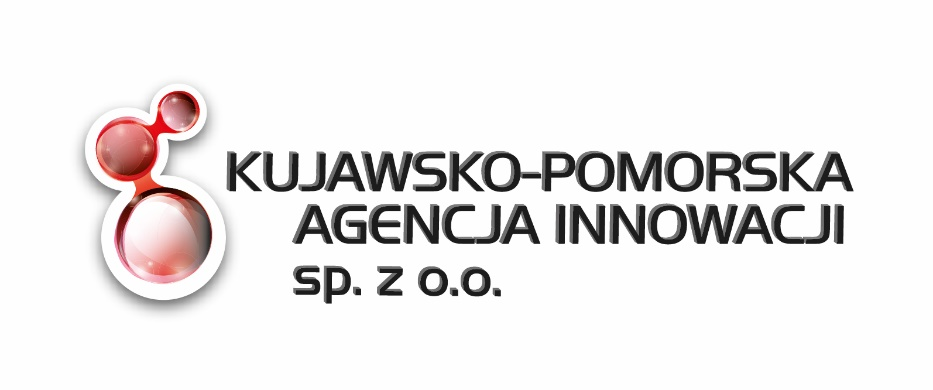 KUJAWSKO-POMORSKA
AGENCJA INNOWACJI
sp. z o.o.